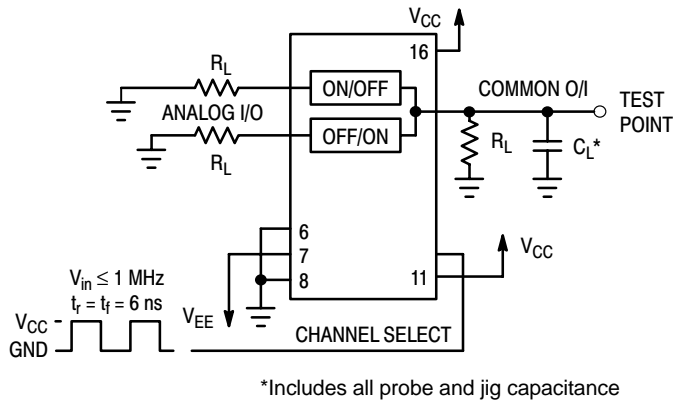 VCC
16
RL
ON/OFF
COMMON O/I
TEST
POINT
ANALOG I/O
OFF/ON
RL
RL
CL*
6
7
8
11
VCC
VEE
Vin ≤ 1 MHz
tr = tf = 6 ns
VCC
GND
CHANNEL SELECT
*Includes all probe and jig capacitance